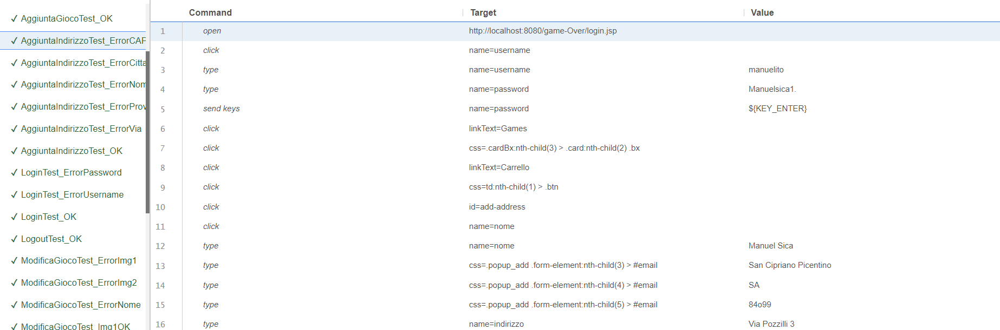 AggiuntaGiocoTest_OK
AggiuntaIndirizzoTest_ErrorCAP
AggiuntaIndirizzoTest_ErrorCitta
AggiuntaIndirizzoTest_ErrorNom
AggiuntaIndirizzoTest_ErrorProv
AggiuntaIndirizzoTest_ErrorVia
AggiuntaIndirizzoTest_OK
LoginTest_ErrorPassword
LoginTest_ErrorUsername
LoginTest_OK
LogoutTest_OK
ModificaGiocoTest_ErrorImg1
ModificaGiocoTest_ErrorImg2
ModificaGiocoTest_ErrorNome
ModificaGiocoTest_Img1OK
Command Target Value
1 open http://localhost:8080/game-Over/login.jsp
2 click name=username
3 type name=username manuelito
4 type name=password Manuelsica1.
5 send keys name=password ${KEY_ENTER}
6 click linkText=Games
7 click css=.cardBx:nth-child(3) > .card:nth-child(2) .bx
8 click linkText=Carrello
9 click css=td:nth-child(1) > .btn
10 click id=add-address
11 click name=nome
12 type name=nome Manuel Sica
13 type css=.popup_add .form-element:nth-child(3) > #email San Cipriano Picentino
14 type css=.popup_add .form-element:nth-child(4) > #email SA
15 type css=.popup_add .form-element:nth-child(5) > #email 84o99
16 type name=indirizzo Via Pozzilli 3